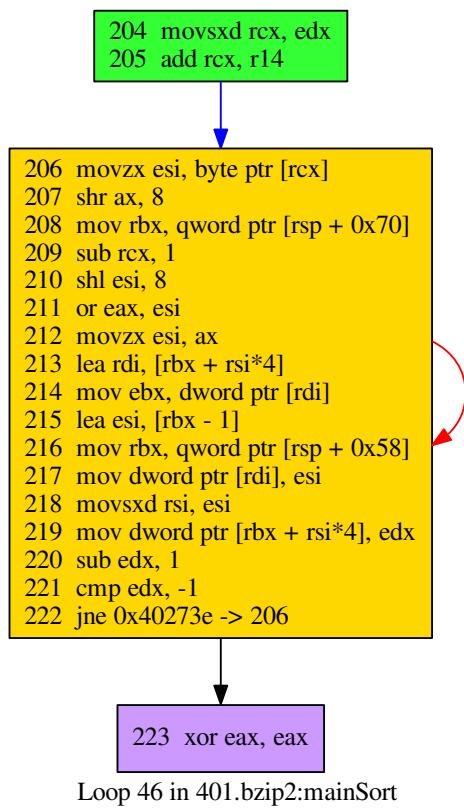 204 movsxd rcx, edx
205 add rcx, r14
206 movzx esi, byte ptr [rcx]
207 shr ax, 8
208 mov rbx, qword ptr [rsp + 0x70]
209 sub rcx, 1
210 shl esi, 8
211 or eax, esi
212 movzx esi, ax
213 lea rdi, [rbx + rsi*4]
214 mov ebx, dword ptr [rdi]
215 lea esi, [rbx - 1]
216 mov rbx, qword ptr [rsp + 0x58]
217 mov dword ptr [rdi], esi
218 movsxd rsi, esi
219 mov dword ptr [rbx + rsi*4], edx
220 sub edx, 1
221 cmp edx, -1
222 jne 0x40273e -> 206
223 xor eax, eax
Loop 46 in 401.bzip2:mainSort